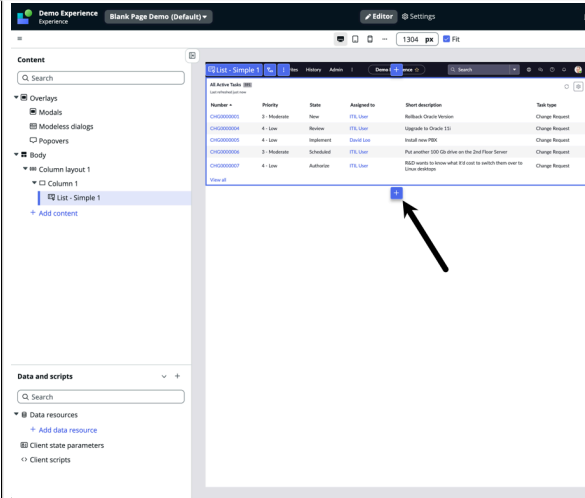 Demo Experience
Experience
Blank Page Demo (Default)
Editor
Settings
1304 px
Fit
Content
Search
Overlays
Modals
Modeless dialogs
Popovers
Body
Column layout 1
Column 1
List - Simple 1
+ Add content
Data and scripts
Search
Data resources
+ Add data resource
Client state parameters
Client scripts
List - Simple 1
History Admin
Search
All Active Tasks
Last refreshed just now
Number Priority State Assigned to Short description Task type
CHG0000001 3 - Moderate New ITIL User Rollback Oracle Version Change Request
CHG0000004 4 - Low Review ITIL User Upgrade to Oracle 11i Change Request
CHG0000005 4 - Low Implement David Loo Install new PBX Change Request
CHG0000006 3 - Moderate Scheduled ITIL User Put another 100 Gb drive on the 2nd Floor Server Change Request
CHG0000007 4 - Low Authorize ITIL User R&D wants to know what it'd cost to switch them over to Linux desktops Change Request
View all